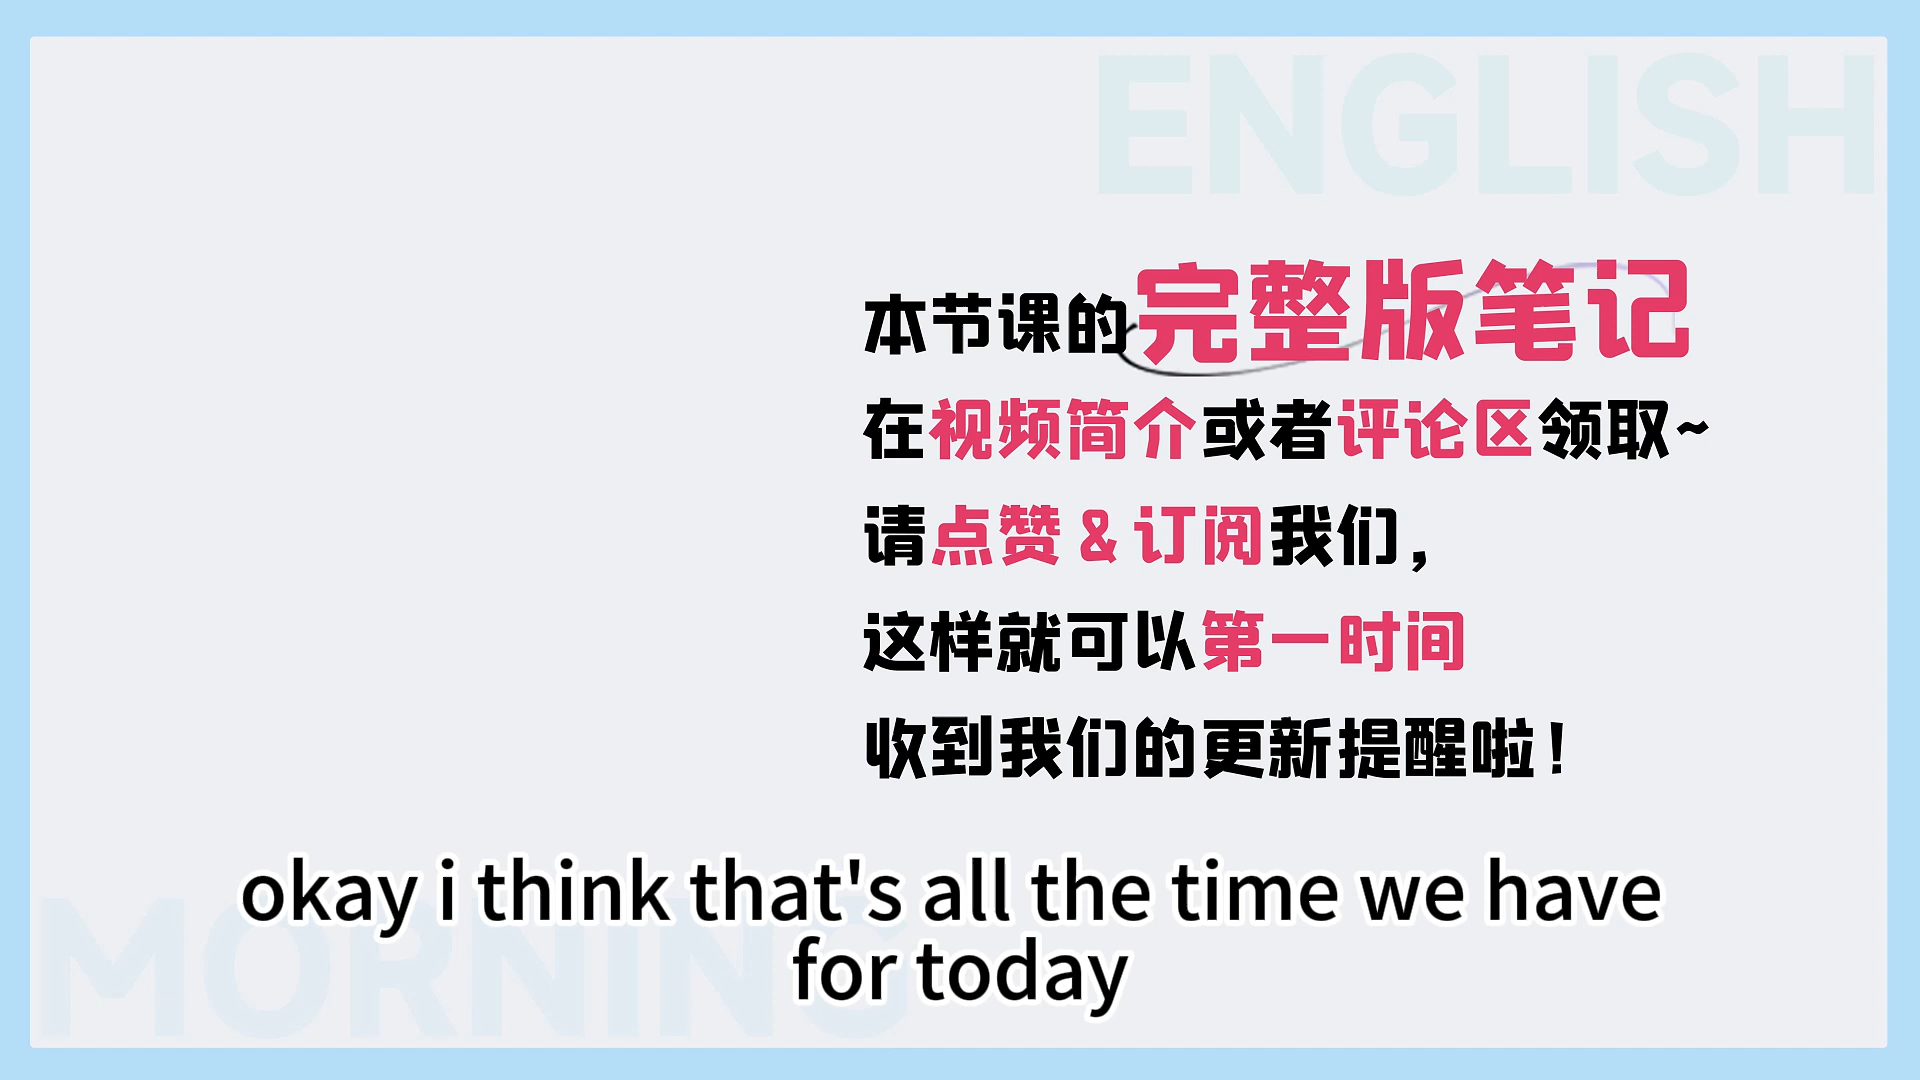 ENGLISH
本节课的完整版笔记
在视频简介或者评论区领取~
请点赞&订阅我们，
这样就可以第一时间
收到我们的更新提醒啦！
okay i think that's all the time we have
for today
MORNING